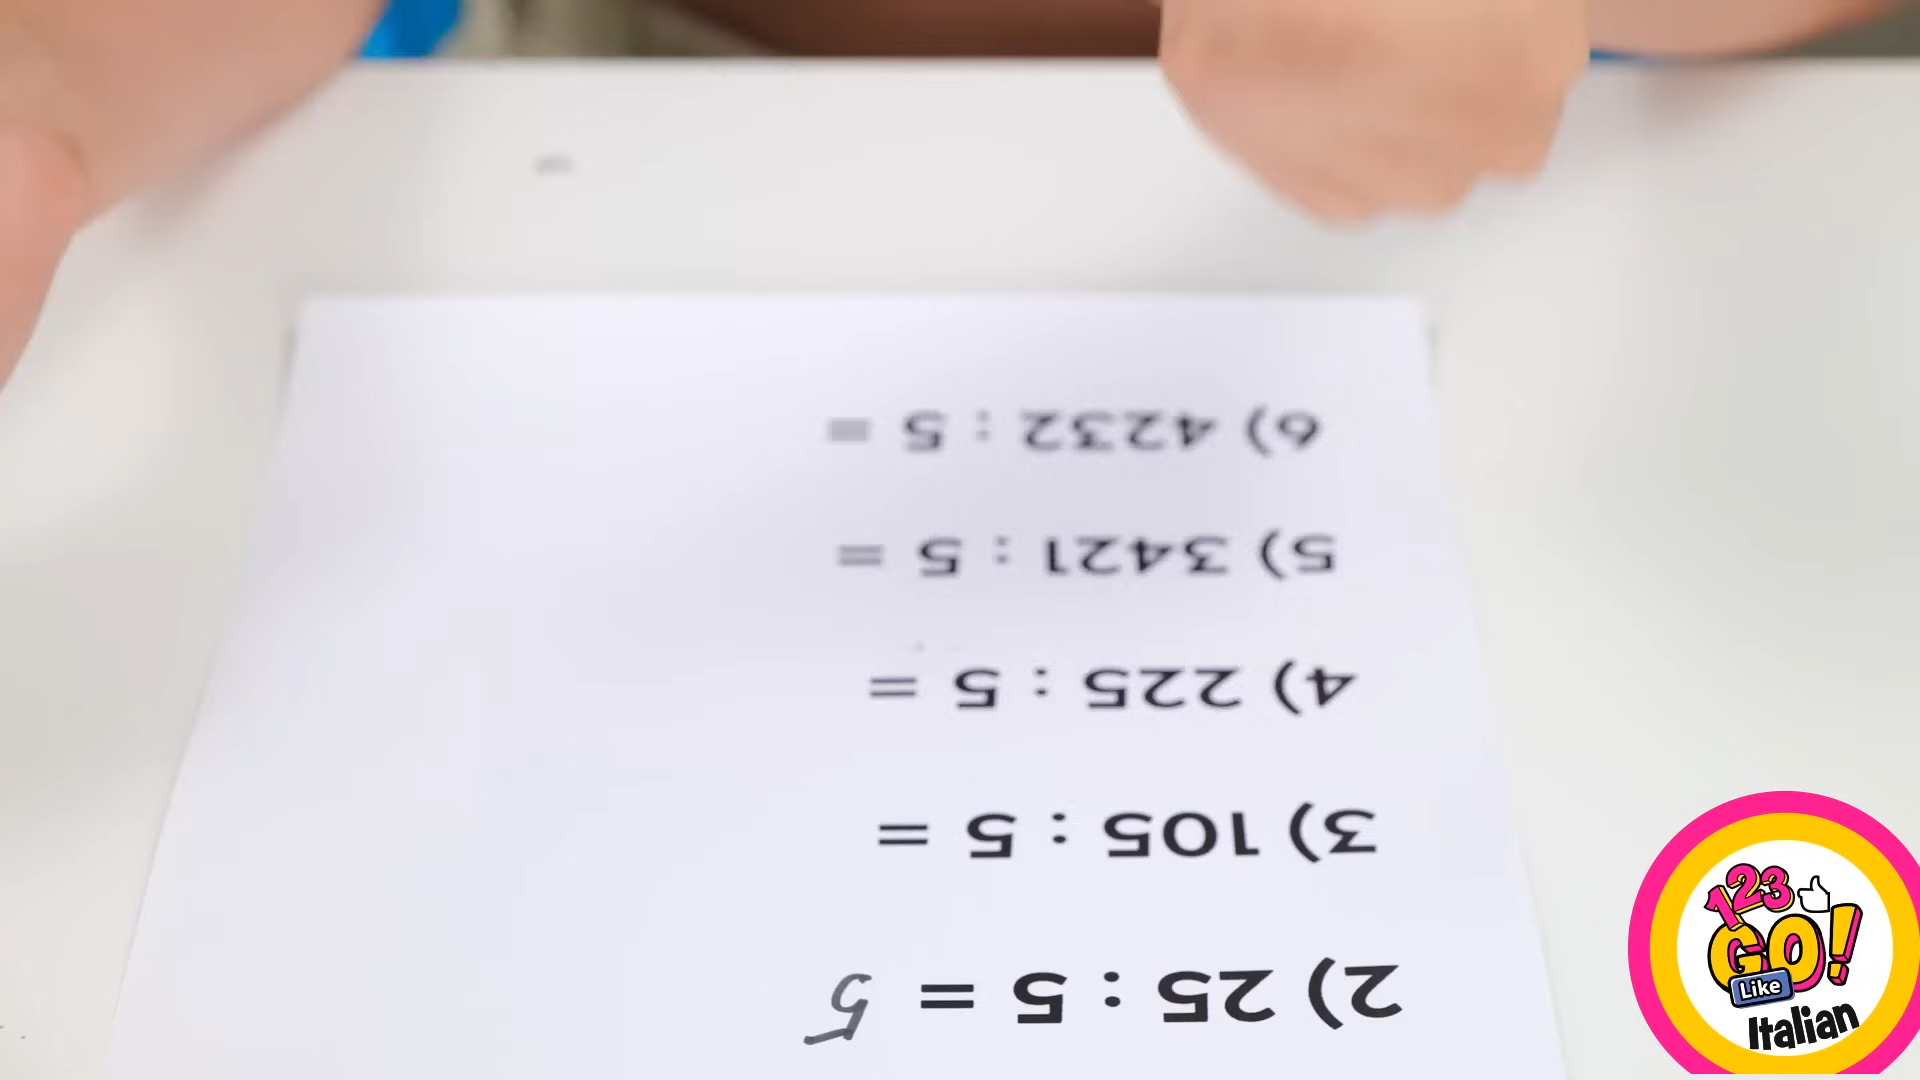 2) 25 : 5 = 5
3) 105 : 5 =
4) 225 : 5 =
5) 3421 : 5 =
6) 4232 : 5 =
123
GO!
Like
Italian